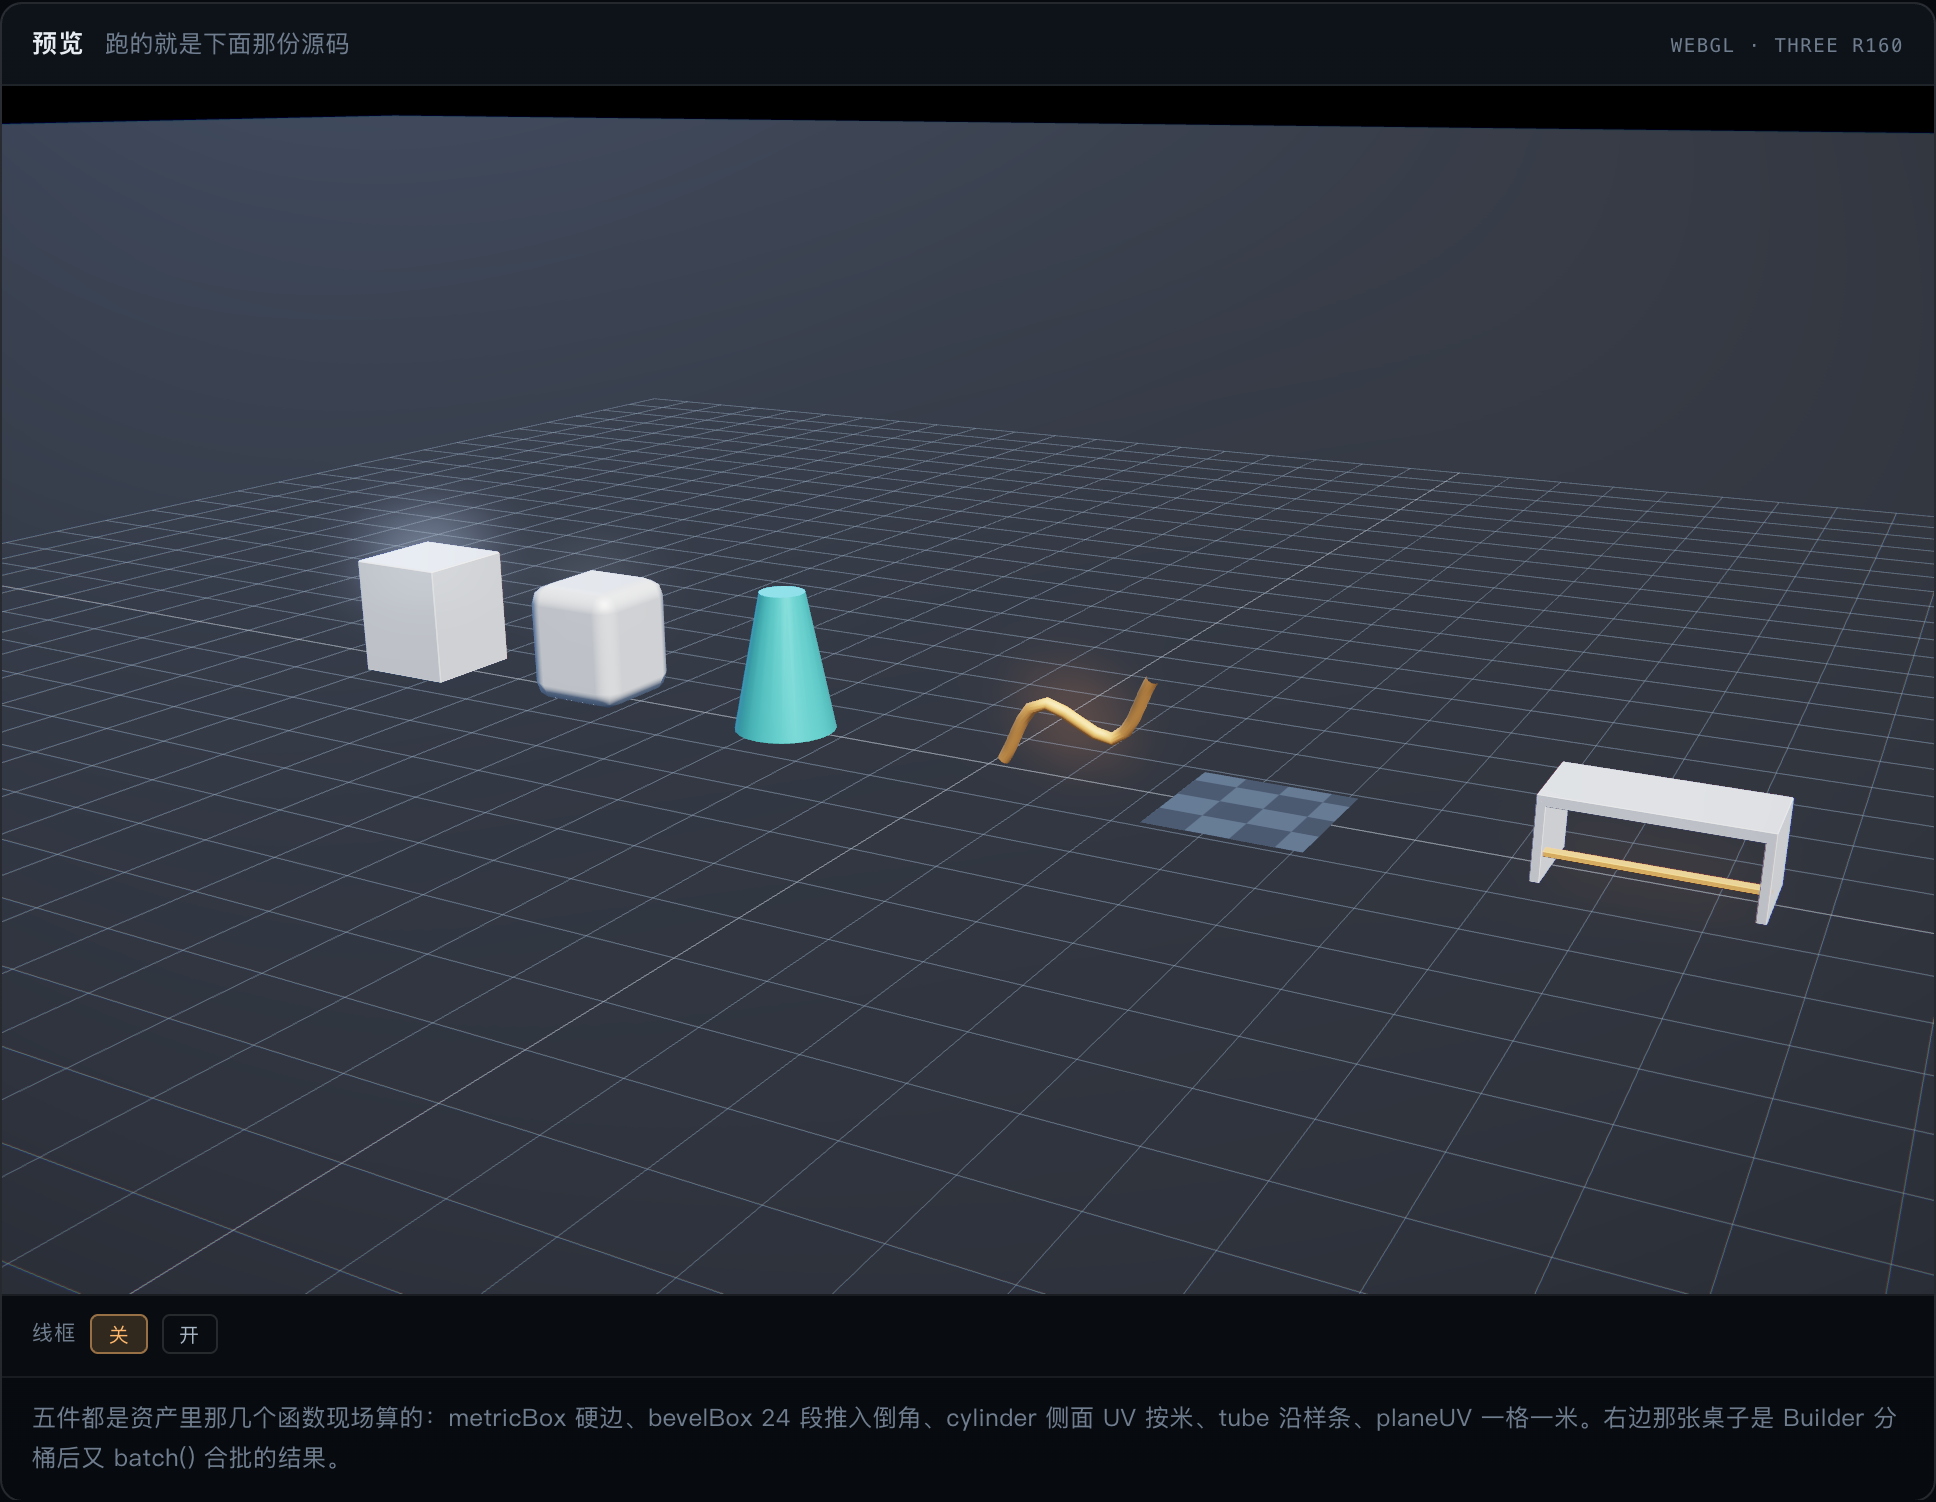 预览 跑的就是下面那份源码
WEBGL · THREE R160
线框 关 开
五件都是资产里那几个函数现场算的：metricBox 硬边、bevelBox 24 段推入倒角、cylinder 侧面 UV 按米、tube 沿样条、planeUV 一格一米。右边那张桌子是 Builder 分
桶后又 batch() 合批的结果。